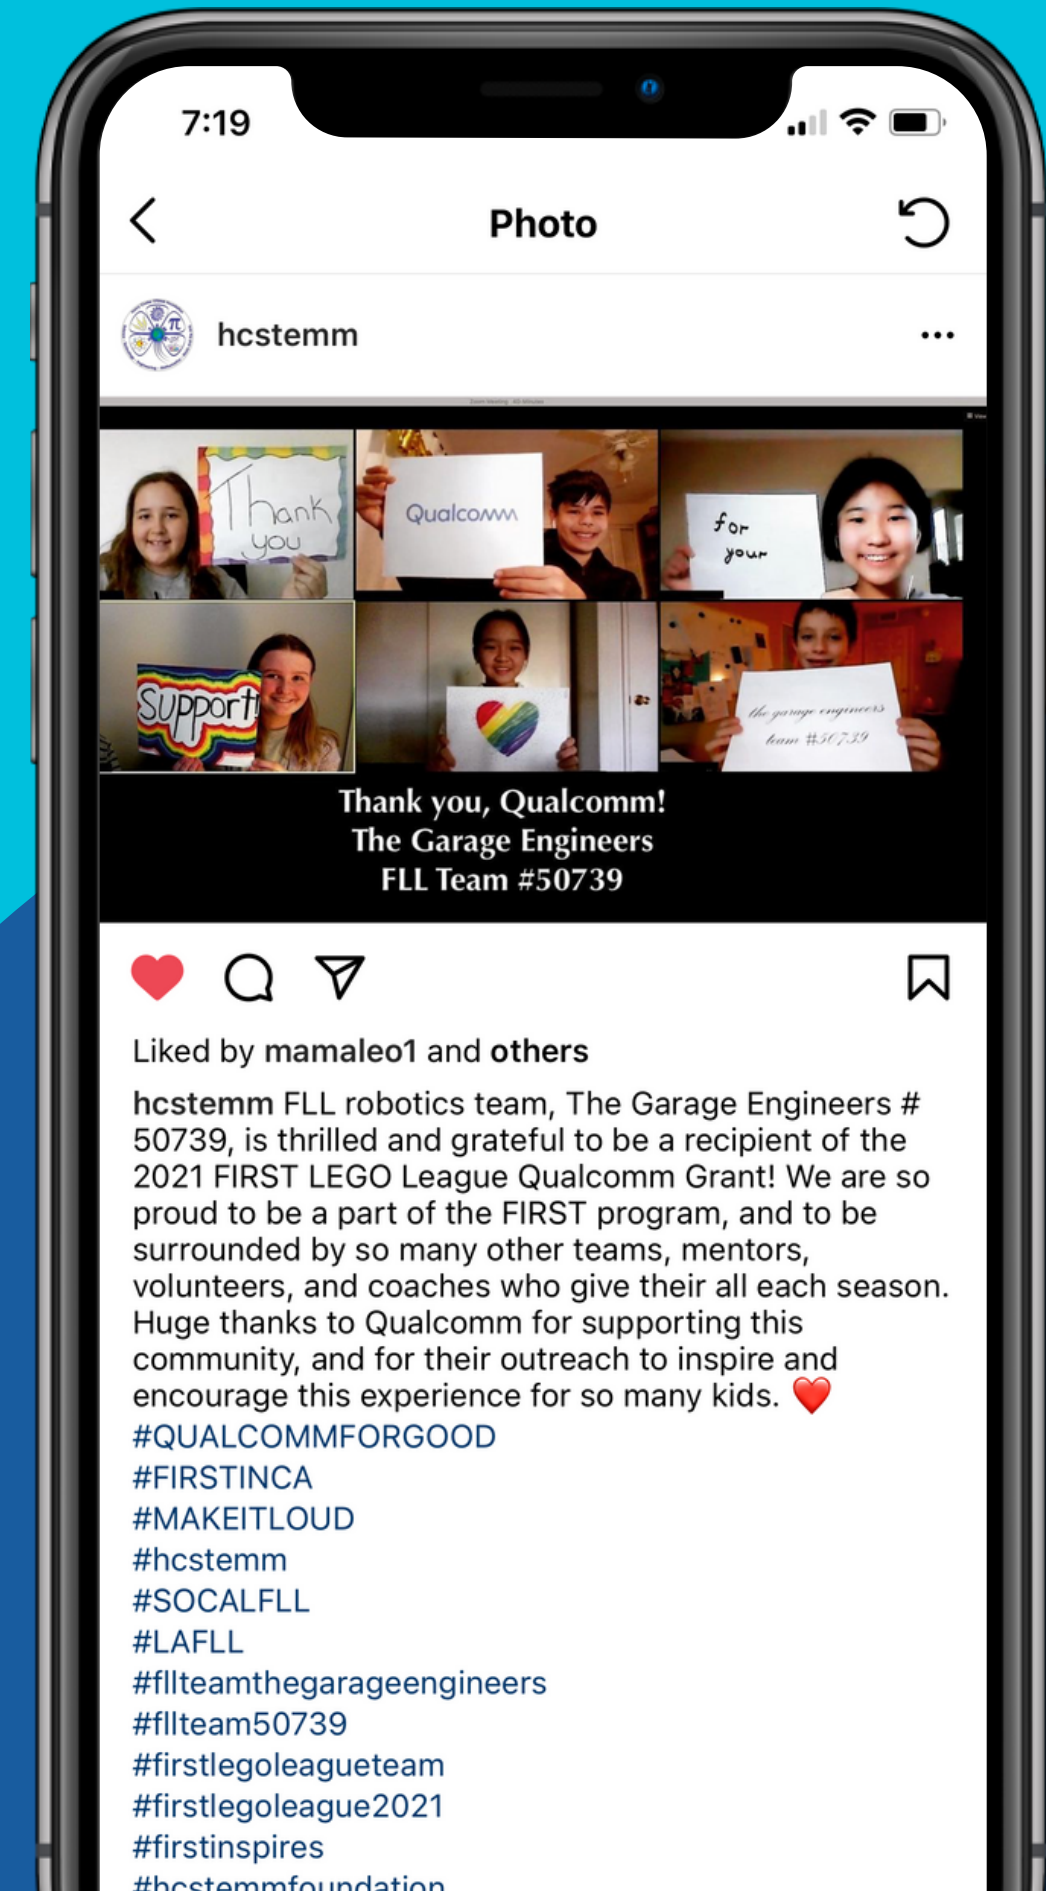 7:19
Photo
hcstemm
Zoom Meeting 40-Minutes
View
Thank
you
Qualcomm
for
your
Support!
the garage engineers
team #50739
Thank you, Qualcomm!
The Garage Engineers
FLL Team #50739
Liked by mamaleo1 and others
hcstemm FLL robotics team, The Garage Engineers #
50739, is thrilled and grateful to be a recipient of the
2021 FIRST LEGO League Qualcomm Grant! We are so
proud to be a part of the FIRST program, and to be
surrounded by so many other teams, mentors,
volunteers, and coaches who give their all each season.
Huge thanks to Qualcomm for supporting this
community, and for their outreach to inspire and
encourage this experience for so many kids. ❤️
#QUALCOMMFORGOOD
#FIRSTINCA
#MAKEITLOUD
#hcstemm
#SOCALFLL
#LAFLL
#fllteamthegarageengineers
#fllteam50739
#firstlegoleagueteam
#firstlegoleague2021
#firstinspires
#hcstemmfoundation